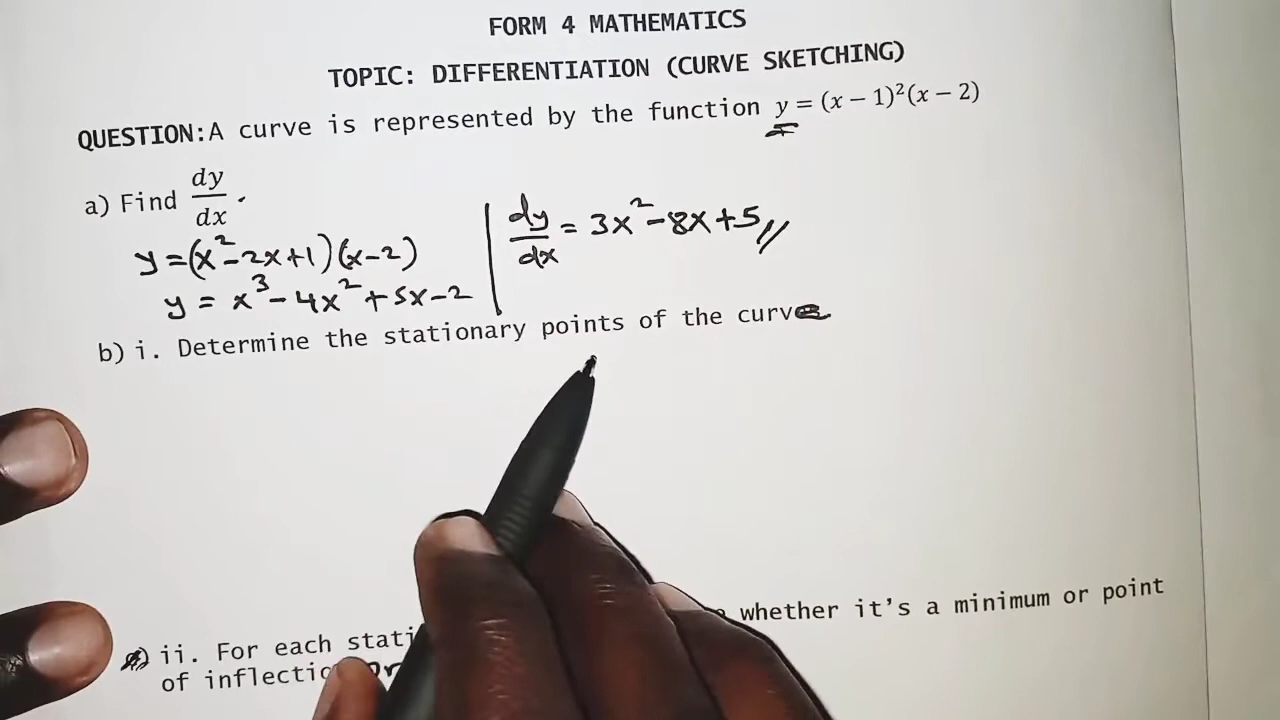 FORM 4 MATHEMATICS
TOPIC: DIFFERENTIATION (CURVE SKETCHING)
QUESTION: A curve is represented by the function y = (x − 1)²(x − 2)
a) Find dy/dx.
y = (x² - 2x + 1)(x - 2)
y = x³ - 4x² + 5x - 2
dy/dx = 3x² - 8x + 5 //
b) i. Determine the stationary points of the curve
ii. For each whether it's a minimum or point
of